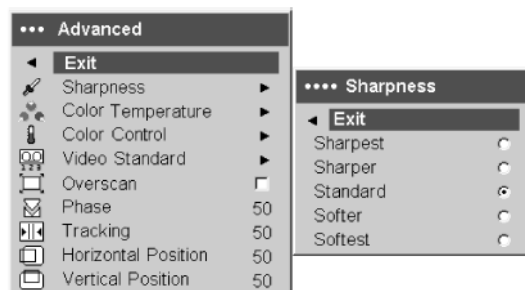 Advanced
Exit
Sharpness
Color Temperature
Color Control
Video Standard
Overscan
Phase 50
Tracking 50
Horizontal Position 50
Vertical Position 50
Sharpness
Exit
Sharpest
Sharper
Standard
Softer
Softest